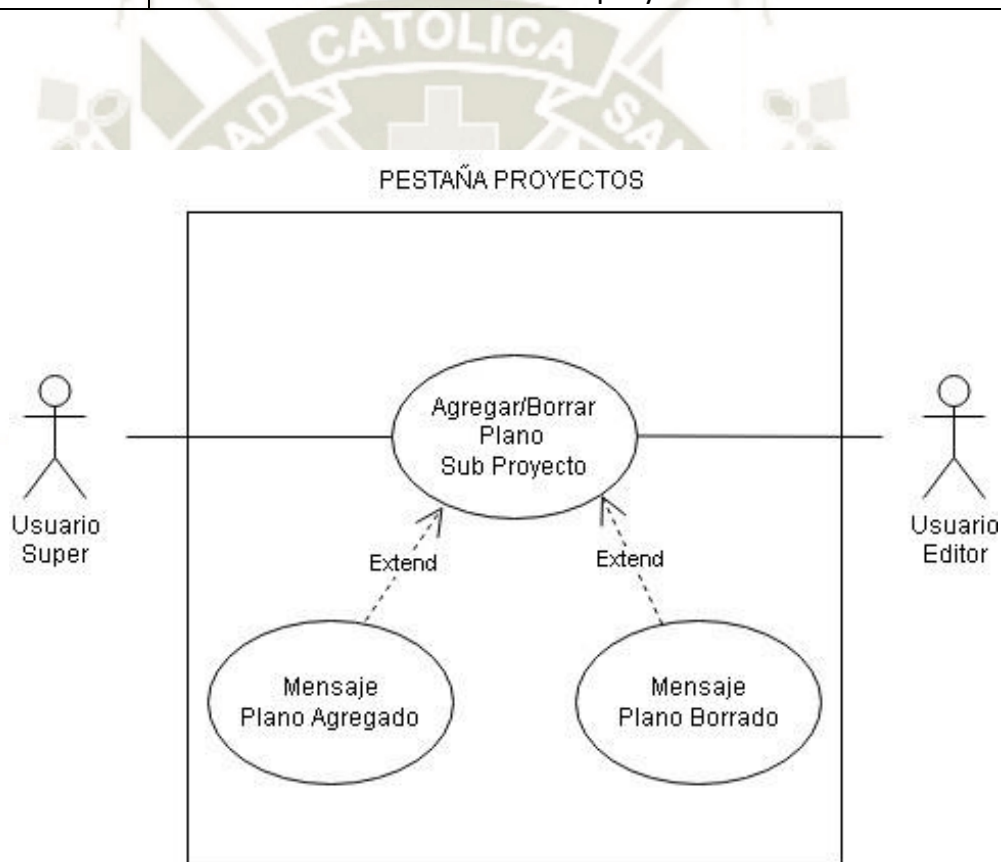 CATOLICA
PESTAÑA PROYECTOS
Agregar/Borrar
Plano
Sub Proyecto
Usuario
Super
Usuario
Editor
Extend
Extend
Mensaje
Plano Agregado
Mensaje
Plano Borrado